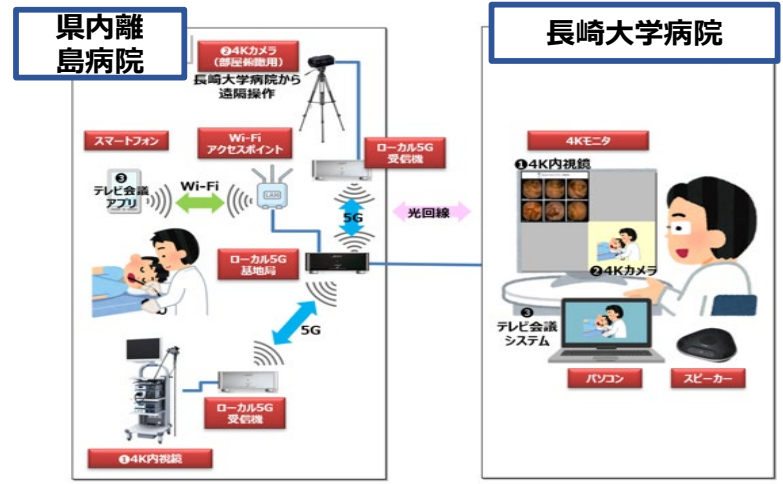 県内離
島病院
長崎大学病院
❷4Kカメラ
(部屋俯瞰用)
長崎大学病院から
遠隔操作
スマートフォン
Wi-Fi
アクセスポイント
ローカル5G
受信機
4Kモニタ
❶4K内視鏡
❸
テレビ会議
アプリ
Wi-Fi
LAN
5G
光回線
ローカル5G
基地局
❷4Kカメラ
5G
❸
テレビ会議
システム
パソコン
スピーカー
ローカル5G
受信機
❶4K内視鏡